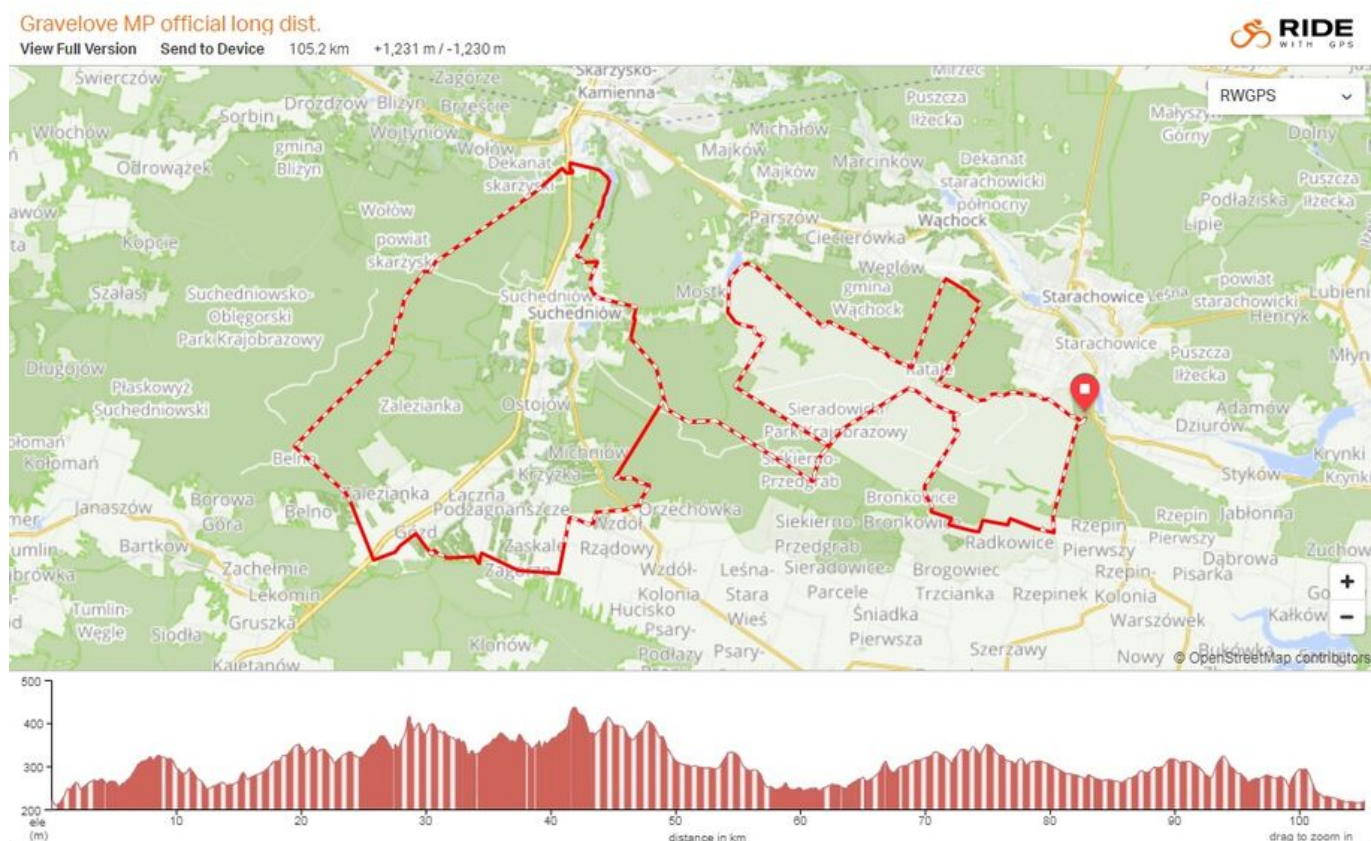 Gravelove MP official long dist.
View Full Version Send to Device 105.2 km +1,231 m / -1,230 m
RIDE
WITH GPS
RWGPS
Świerczów
Zagórze
Skarżysko-
Kamienna
Mirzec
Drozdów Bliżyn Brzeście
Puszcza
Iłżecka
Małyszyn
Górny
Sorbin
Wojtyniów
Włochów
gmina
Bliżyn
Wołów
Michałów
Dolny
Odrowążek
Dekanat
skarżyski
Majków
Majków
Marcinków
Dekanat
starachowicki
północny
Puszcza
Iłżecka
Wołów
Parszów
Wąchock
Podłaziska
Lipie
Kopcie
powiat
skarżyski
Ciecierówka
Szałas
Suchedniowsko-
Oblęgorski
Park Krajobrazowy
Suchedniów
Suchedniów
Mostki
Węglów
gmina
Wąchock
Starachowice
Leśna
powiat
starachowicki
Henryk
Lubieni
Starachowice
Długojów
Rataje
Puszcza
Iłżecka
Młyn
Płaskowyż
Suchedniowski
Zalezianka
Ostojów
Sieradowicki
Park Krajobrazowy
Adamów
Dziurów
Kołomań
Belno
Michniów
Krzyżka
Siekierno-
Przedgrab
Styków
Krynki
Janaszów
Borowa
Góra
Belno
Zalezianka
Łączna
Podzagnańszcze
Orzechówka
Bronkowice
Rzepin
Pierwszy
Rzepin
Pierwszy
Jabłonna
Bartków
Gózd
Zaskale
Wzdół
Rządowy
Siekierno-
Przedgrab
Bronkowice
Radkowice
Zachełmie
Zagórze
Wzdół-
Kolonia
Leśna-
Stara
Wieś
Sieradowice-
Parcele
Brogowiec
Trzcianka
Rzepinek
Rzepin-
Kolonia
Dąbrowa
Pisarka
Lekomin
Tumlin-
Węgle
Siodła
Gruszka
Hucisko
Śniadka
Pierwsza
Warszówek
Kałków
Kajetanów
Klonów
Psary-
Podłazy
Psary-
Szerzawy
Nowy
Bukówka
+
−
© OpenStreetMap contributors
500
400
300
200
ele
(m)
10 20 30 40 50 60 70 80 90 100
distance in km
drag to zoom in